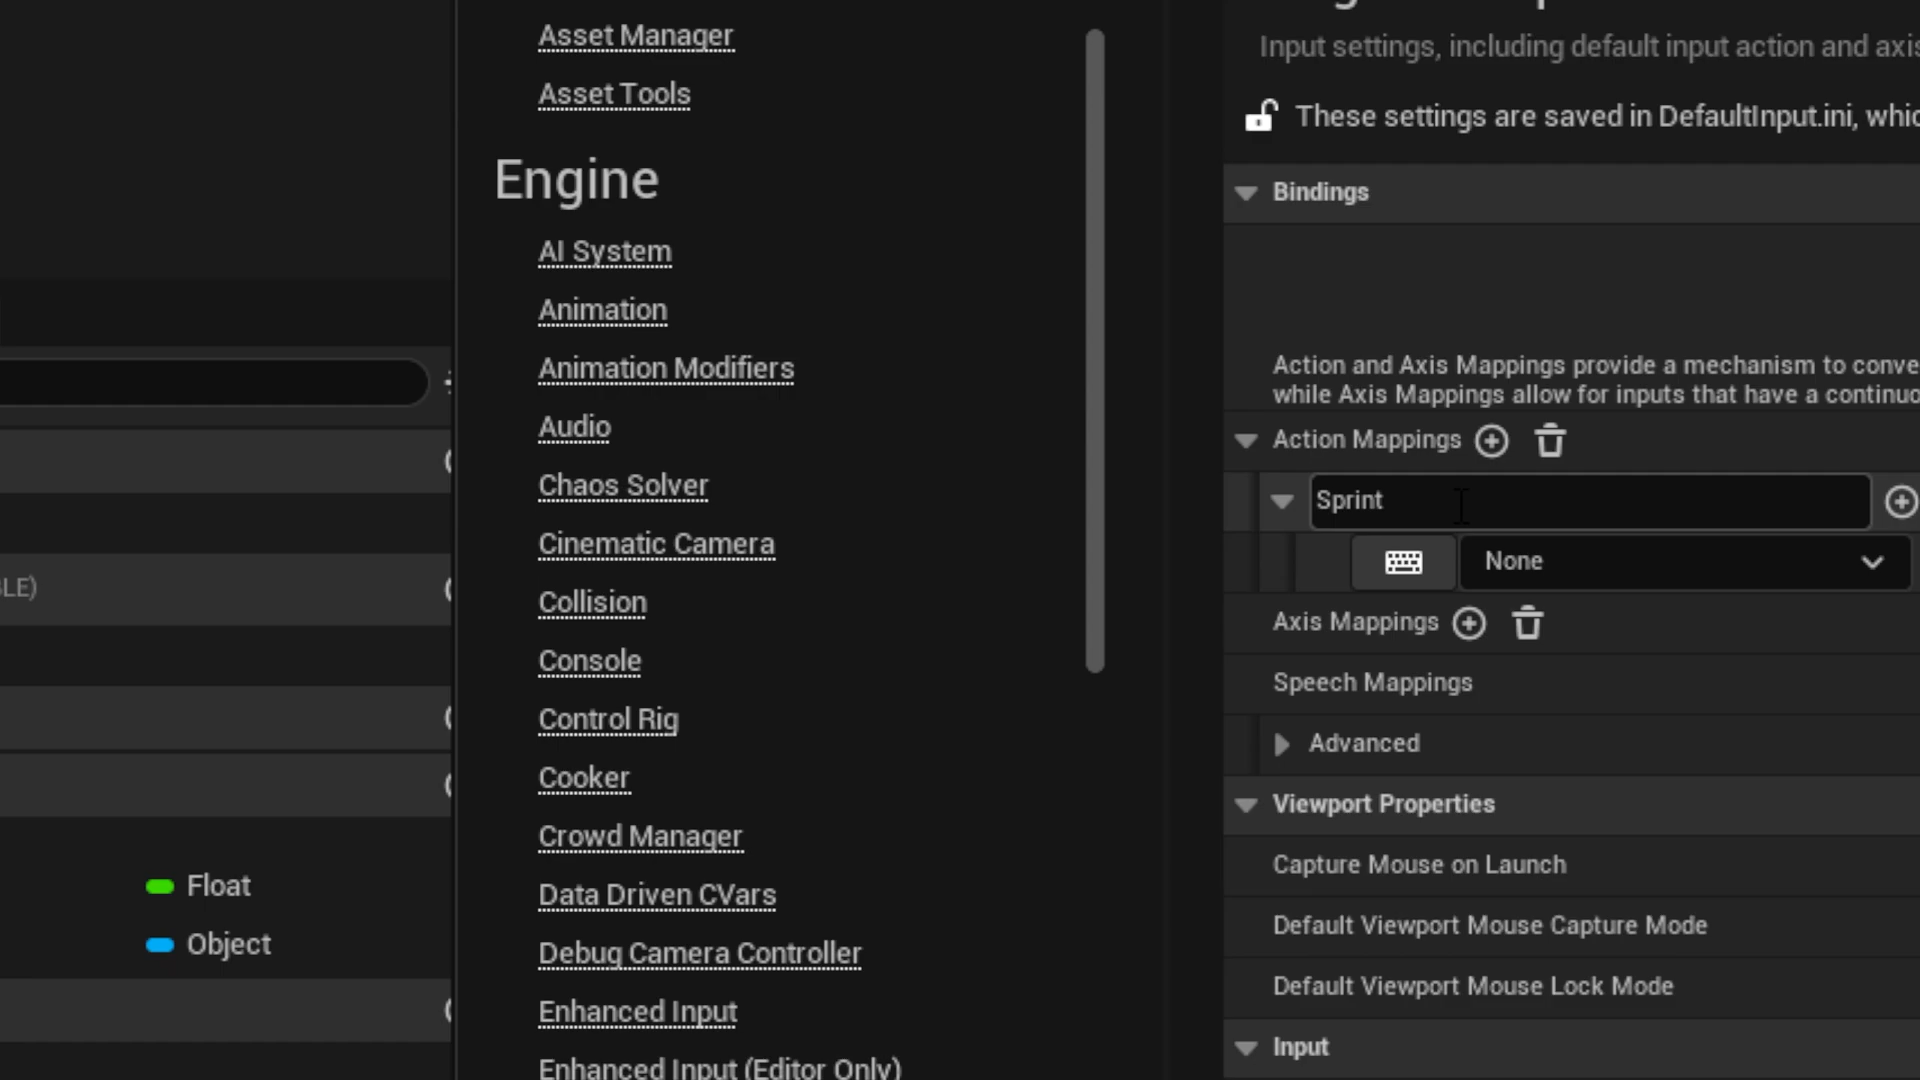 Asset Manager
Asset Tools
Engine
AI System
Animation
Animation Modifiers
Audio
Chaos Solver
Cinematic Camera
Collision
Console
Control Rig
Cooker
Crowd Manager
Data Driven CVars
Debug Camera Controller
Enhanced Input
Enhanced Input (Editor Only)
Float
Object
Input settings, including default input action and axis
These settings are saved in DefaultInput.ini, whic
Bindings
Action and Axis Mappings provide a mechanism to conve
while Axis Mappings allow for inputs that have a continuo
Action Mappings
Sprint
None
Axis Mappings
Speech Mappings
Advanced
Viewport Properties
Capture Mouse on Launch
Default Viewport Mouse Capture Mode
Default Viewport Mouse Lock Mode
Input